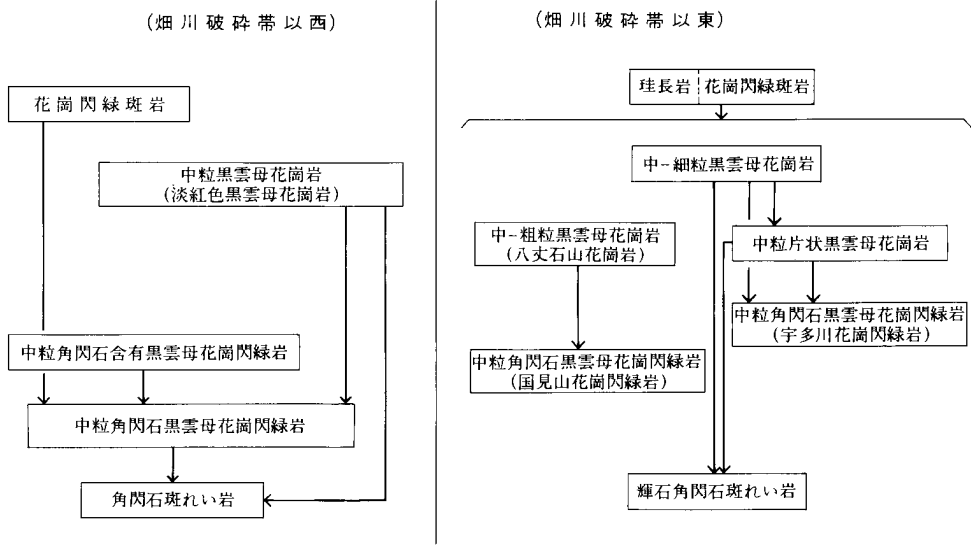 (畑川破砕帯以西)
花崗閃緑斑岩
中粒黒雲母花崗岩
(淡紅色黒雲母花崗岩)
中粒角閃石含有黒雲母花崗閃緑岩
中粒角閃石黒雲母花崗閃緑岩
角閃石斑れい岩
(畑川破砕帯以東)
珪長岩 花崗閃緑斑岩
中-細粒黒雲母花崗岩
中-粗粒黒雲母花崗岩
(八丈石山花崗岩)
中粒片状黒雲母花崗岩
中粒角閃石黒雲母花崗閃緑岩
(宇多川花崗閃緑岩)
中粒角閃石黒雲母花崗閃緑岩
(国見山花崗閃緑岩)
輝石角閃石斑れい岩